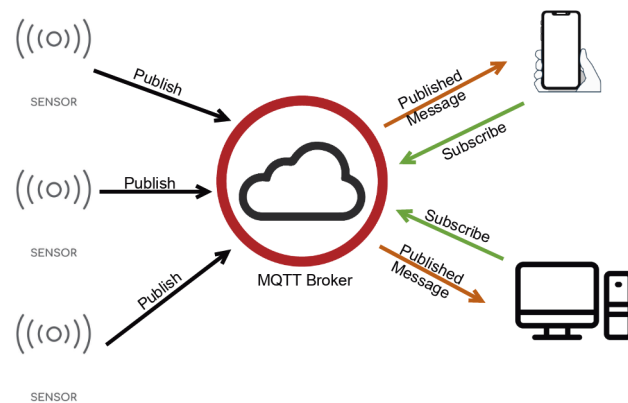 Publish
SENSOR
Publish
SENSOR
Publish
SENSOR
MQTT Broker
Published
Message
Subscribe
Subscribe
Published
Message